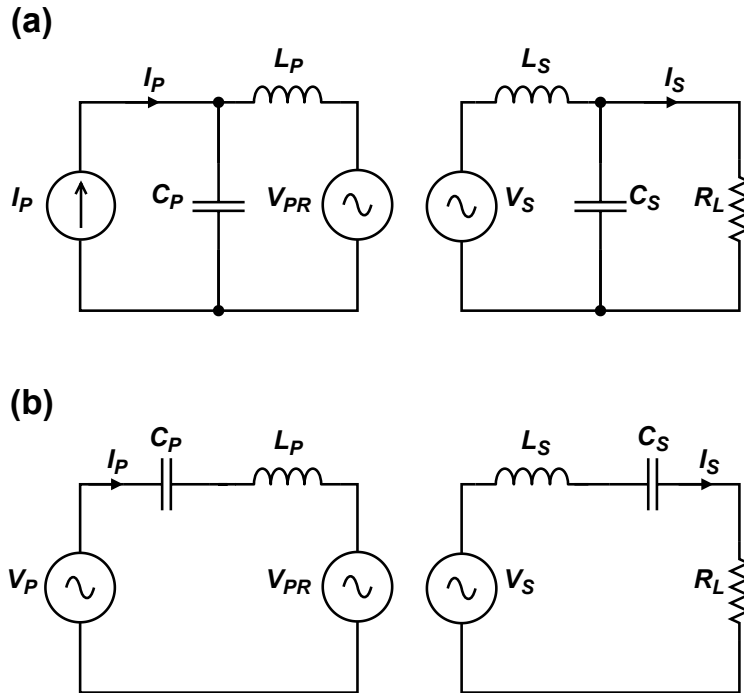 (a)
I_P L_P L_S I_S
I_P C_P V_PR V_S C_S R_L
(b)
I_P C_P L_P L_S C_S I_S
V_P V_PR V_S R_L